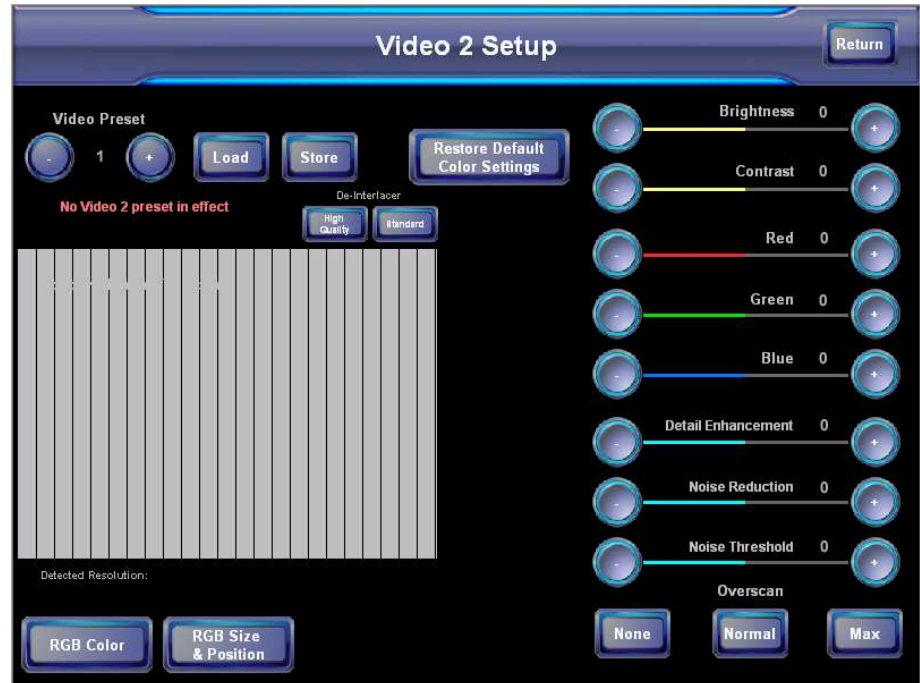 Video 2 Setup
Return
Video Preset
- 1 +
Load
Store
Restore Default
Color Settings
No Video 2 preset in effect
De-Interlacer
High
Quality
Standard
Detected Resolution:
RGB Color
RGB Size
& Position
Brightness 0
- +
Contrast 0
- +
Red 0
- +
Green 0
- +
Blue 0
- +
Detail Enhancement 0
- +
Noise Reduction 0
- +
Noise Threshold 0
- +
Overscan
None
Normal
Max